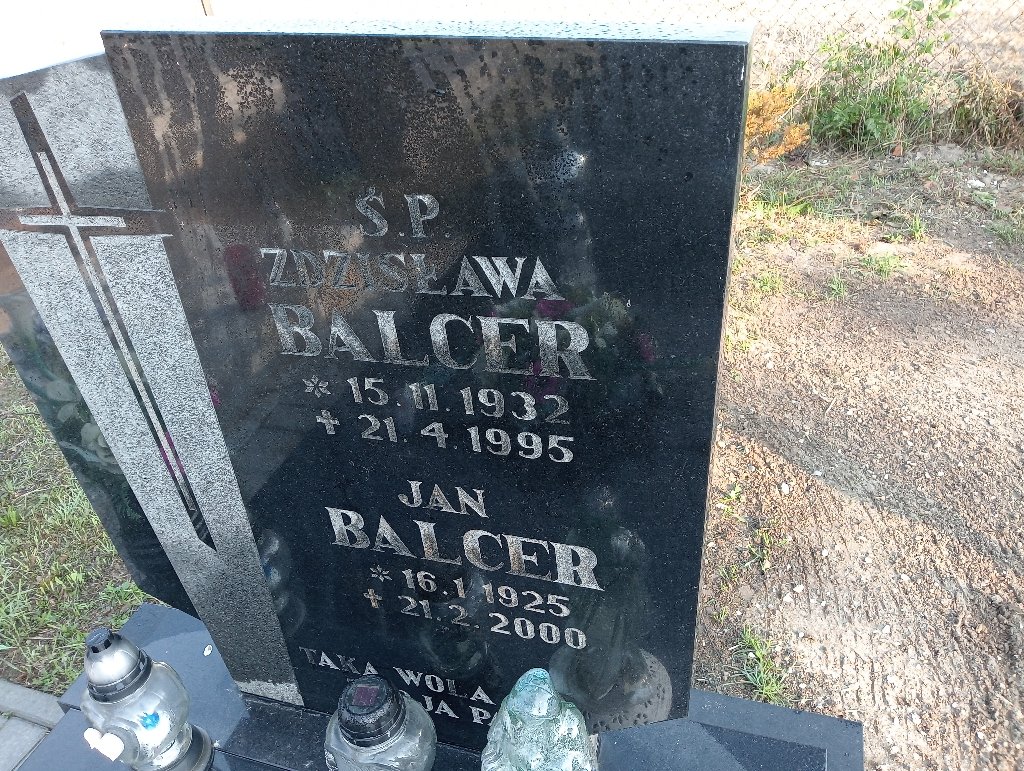 Ś.P.
ZDZISŁAWA
BALCER
* 15.11.1932
✝ 21.4.1995
JAN
BALCER
* 16.1.1925
✝ 21.2.2000
TAKA WOLA